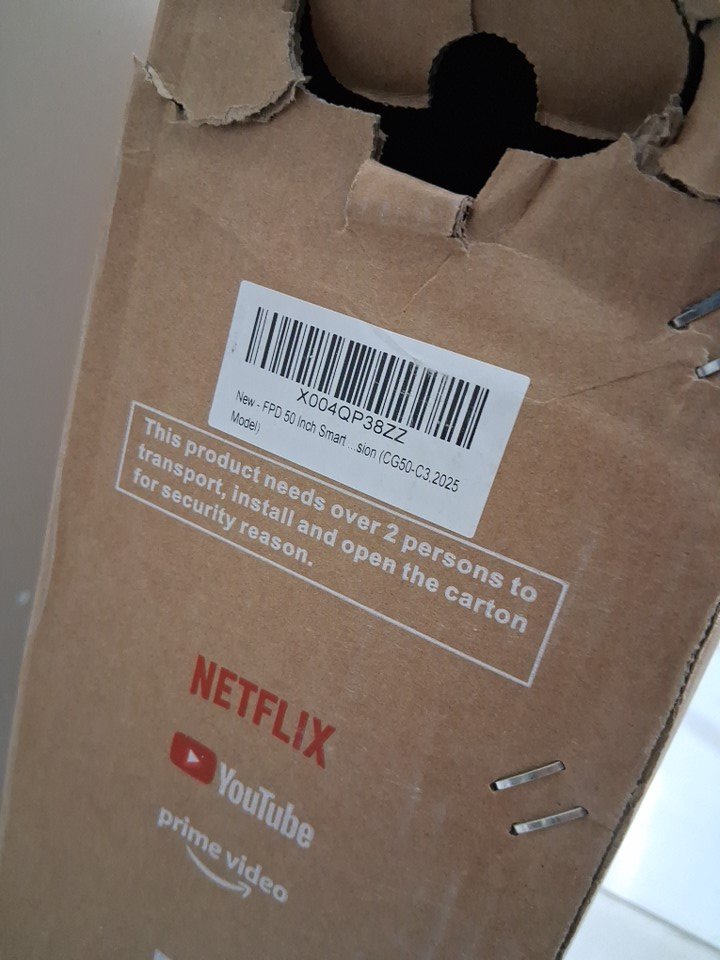 X004QP38ZZ
New - FPD 50 Inch Smart ...sion (CG50-C3,2025
Model)
This product needs over 2 persons to
transport, install and open the carton
for security reason.
NETFLIX
YouTube
prime video